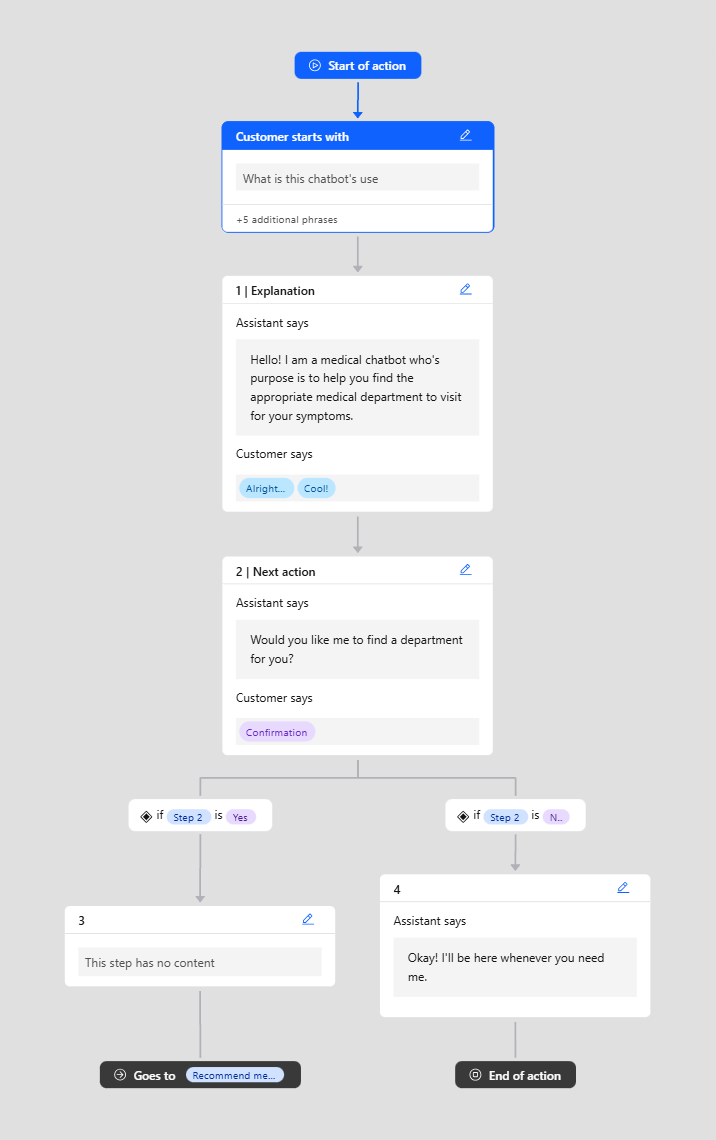 Start of action
Customer starts with
What is this chatbot's use
+5 additional phrases
1 | Explanation
Assistant says
Hello! I am a medical chatbot who's
purpose is to help you find the
appropriate medical department to visit
for your symptoms.
Customer says
Alright... Cool!
2 | Next action
Assistant says
Would you like me to find a department
for you?
Customer says
Confirmation
if Step 2 is Yes
if Step 2 is N..
4
Assistant says
Okay! I'll be here whenever you need
me.
3
This step has no content
Goes to Recommend me...
End of action